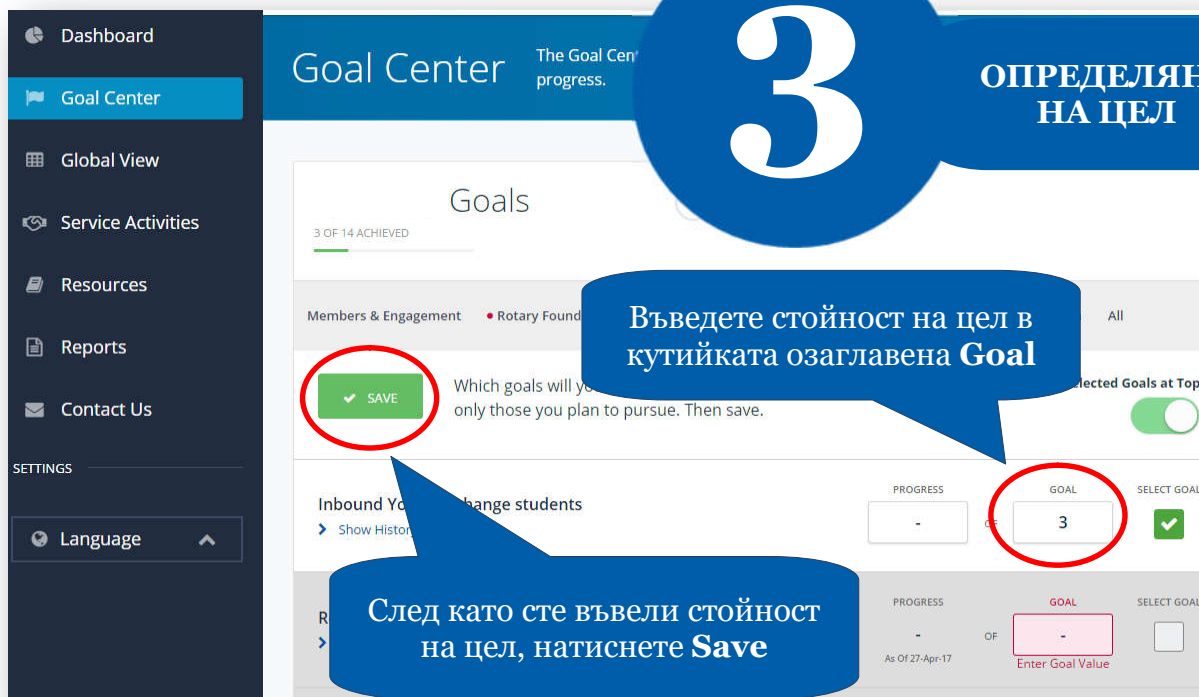 Dashboard
Goal Center
Global View
Service Activities
Resources
Reports
Contact Us
SETTINGS
Language
Goal Center
The Goal Cen
progress.
3
ОПРЕДЕЛЯН
НА ЦЕЛ
Goals
3 OF 14 ACHIEVED
Members & Engagement
• Rotary Found
All
Въведете стойност на цел в
кутийката озаглавена Goal
SAVE
Which goals will yo
only those you plan to pursue. Then save.
lected Goals at Top
Inbound Yo hange students
Show Histor
PROGRESS
-
OF
GOAL
3
SELECT GOAL
След като сте въвели стойност
на цел, натиснете Save
R
PROGRESS
-
As Of 27-Apr-17
OF
GOAL
-
Enter Goal Value
SELECT GOAL